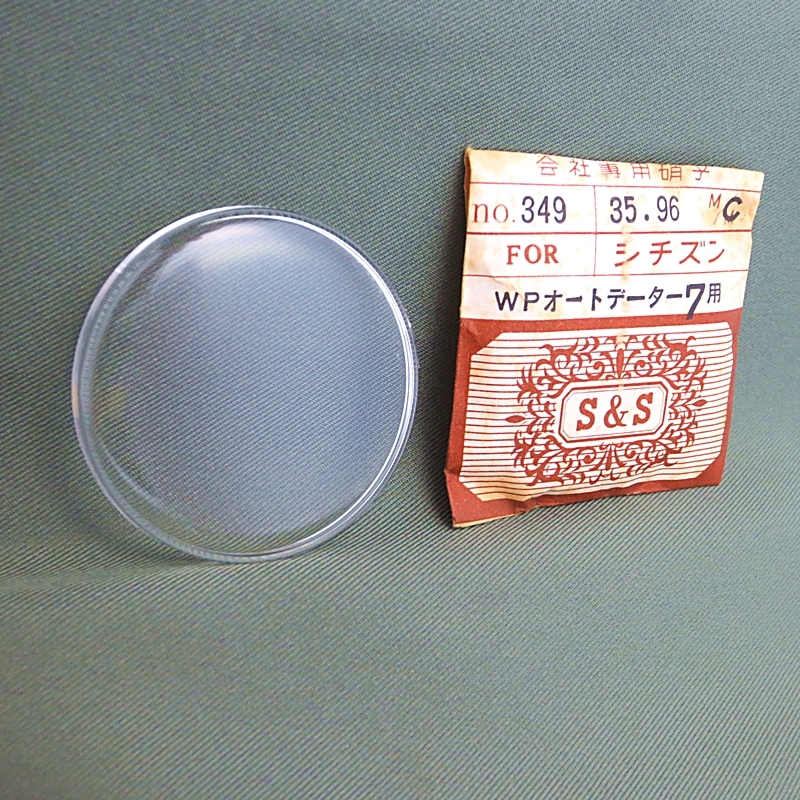 会社専用硝子
no. 349 35.96 M/C
FOR シチズン
WPオートデーター7用
S&S